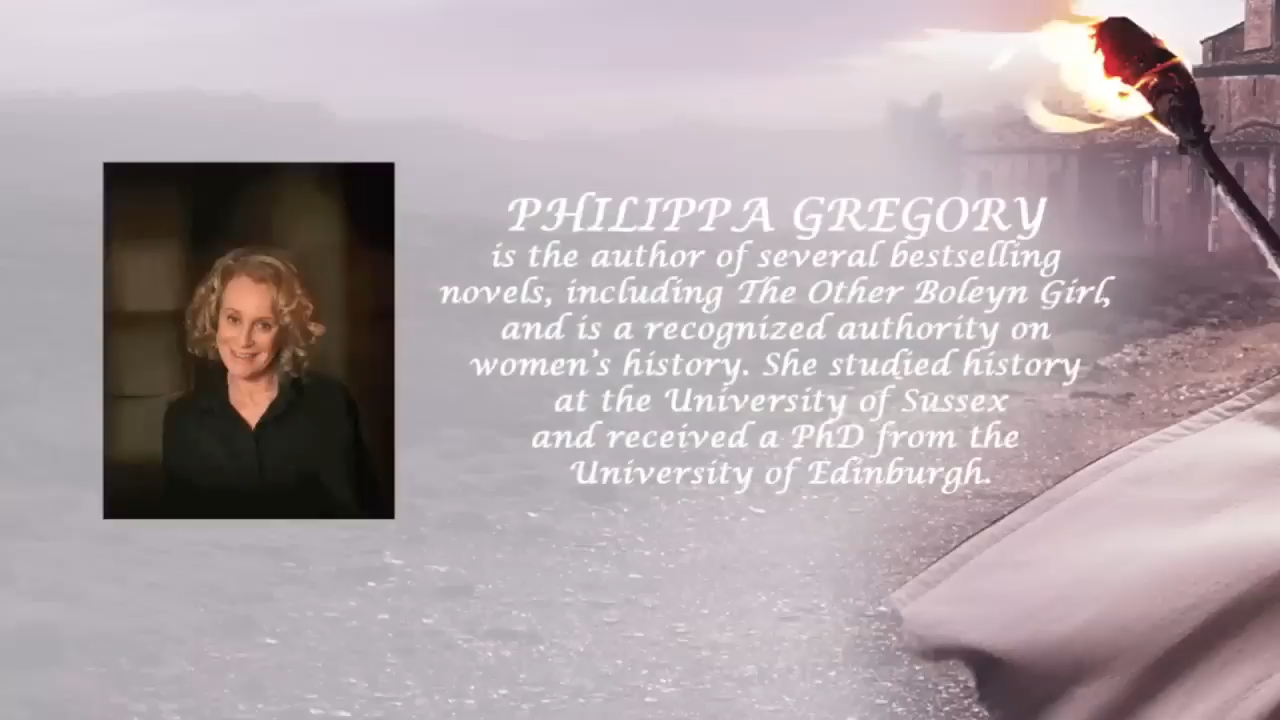 PHILIPPA GREGORY
is the author of several bestselling
novels, including The Other Boleyn Girl,
and is a recognized authority on
women's history. She studied history
at the University of Sussex
and received a PhD from the
University of Edinburgh.